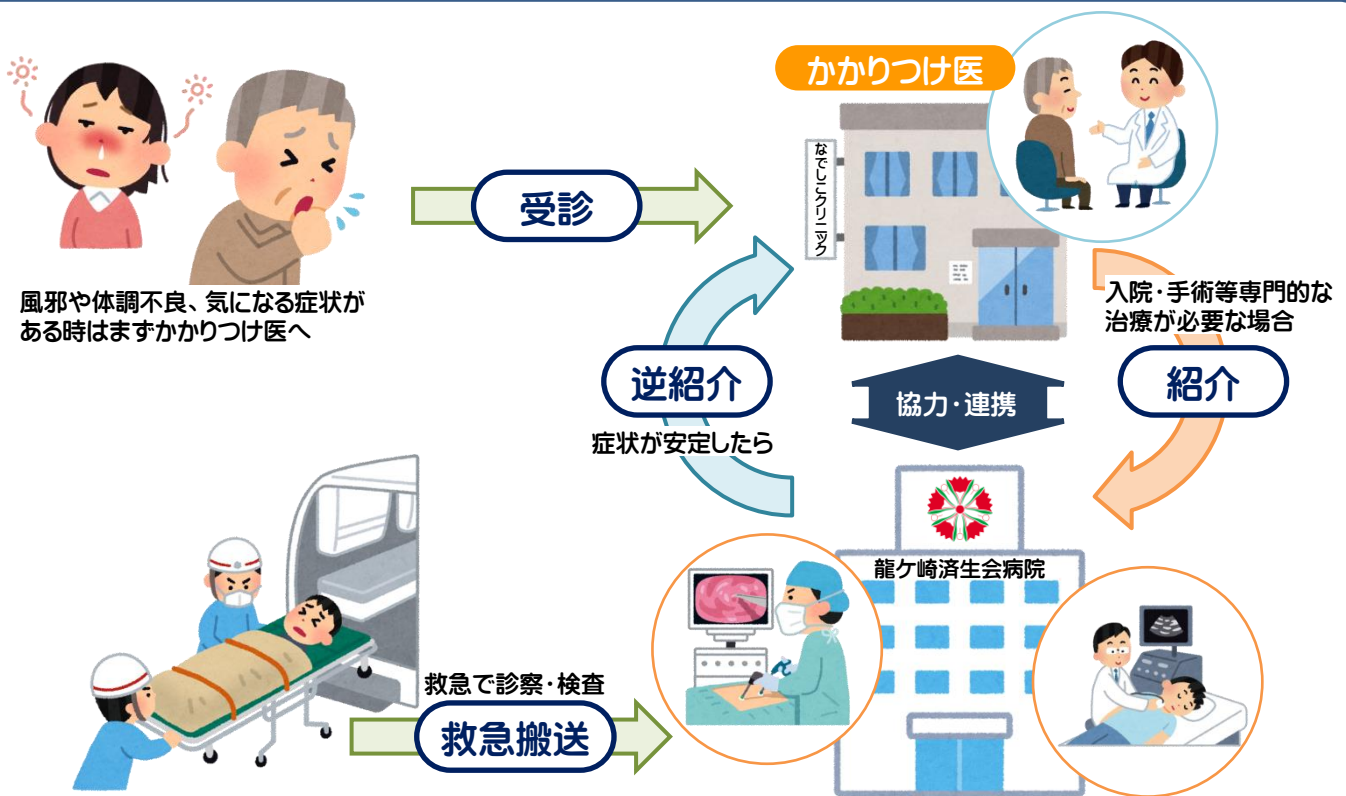 かかりつけ医
なでしこクリニック
受診
風邪や体調不良、気になる症状が
ある時はまずかかりつけ医へ
入院・手術等専門的な
治療が必要な場合
逆紹介
症状が安定したら
協力・連携
紹介
龍ケ崎済生会病院
救急で診察・検査
救急搬送